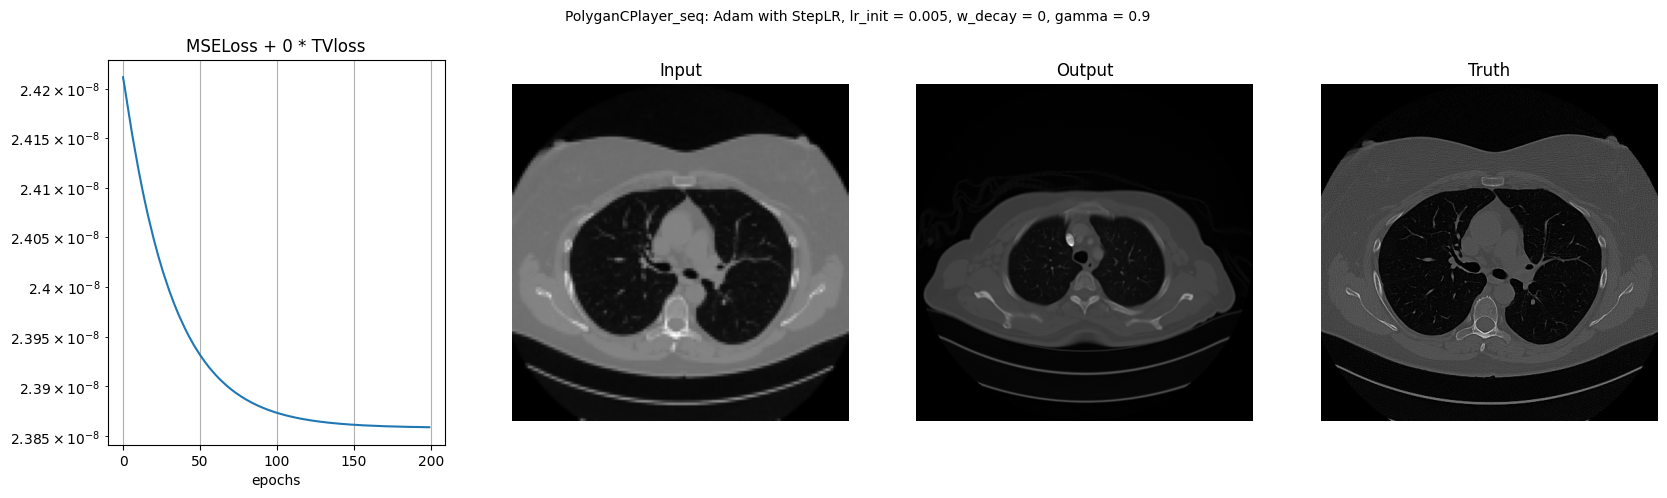 PolyganCPlayer_seq: Adam with StepLR, lr_init = 0.005, w_decay = 0, gamma = 0.9
MSELoss + 0 * TVloss
2.42 × 10⁻⁸
2.415 × 10⁻⁸
2.41 × 10⁻⁸
2.405 × 10⁻⁸
2.4 × 10⁻⁸
2.395 × 10⁻⁸
2.39 × 10⁻⁸
2.385 × 10⁻⁸
0 50 100 150 200
epochs
Input
Output
Truth